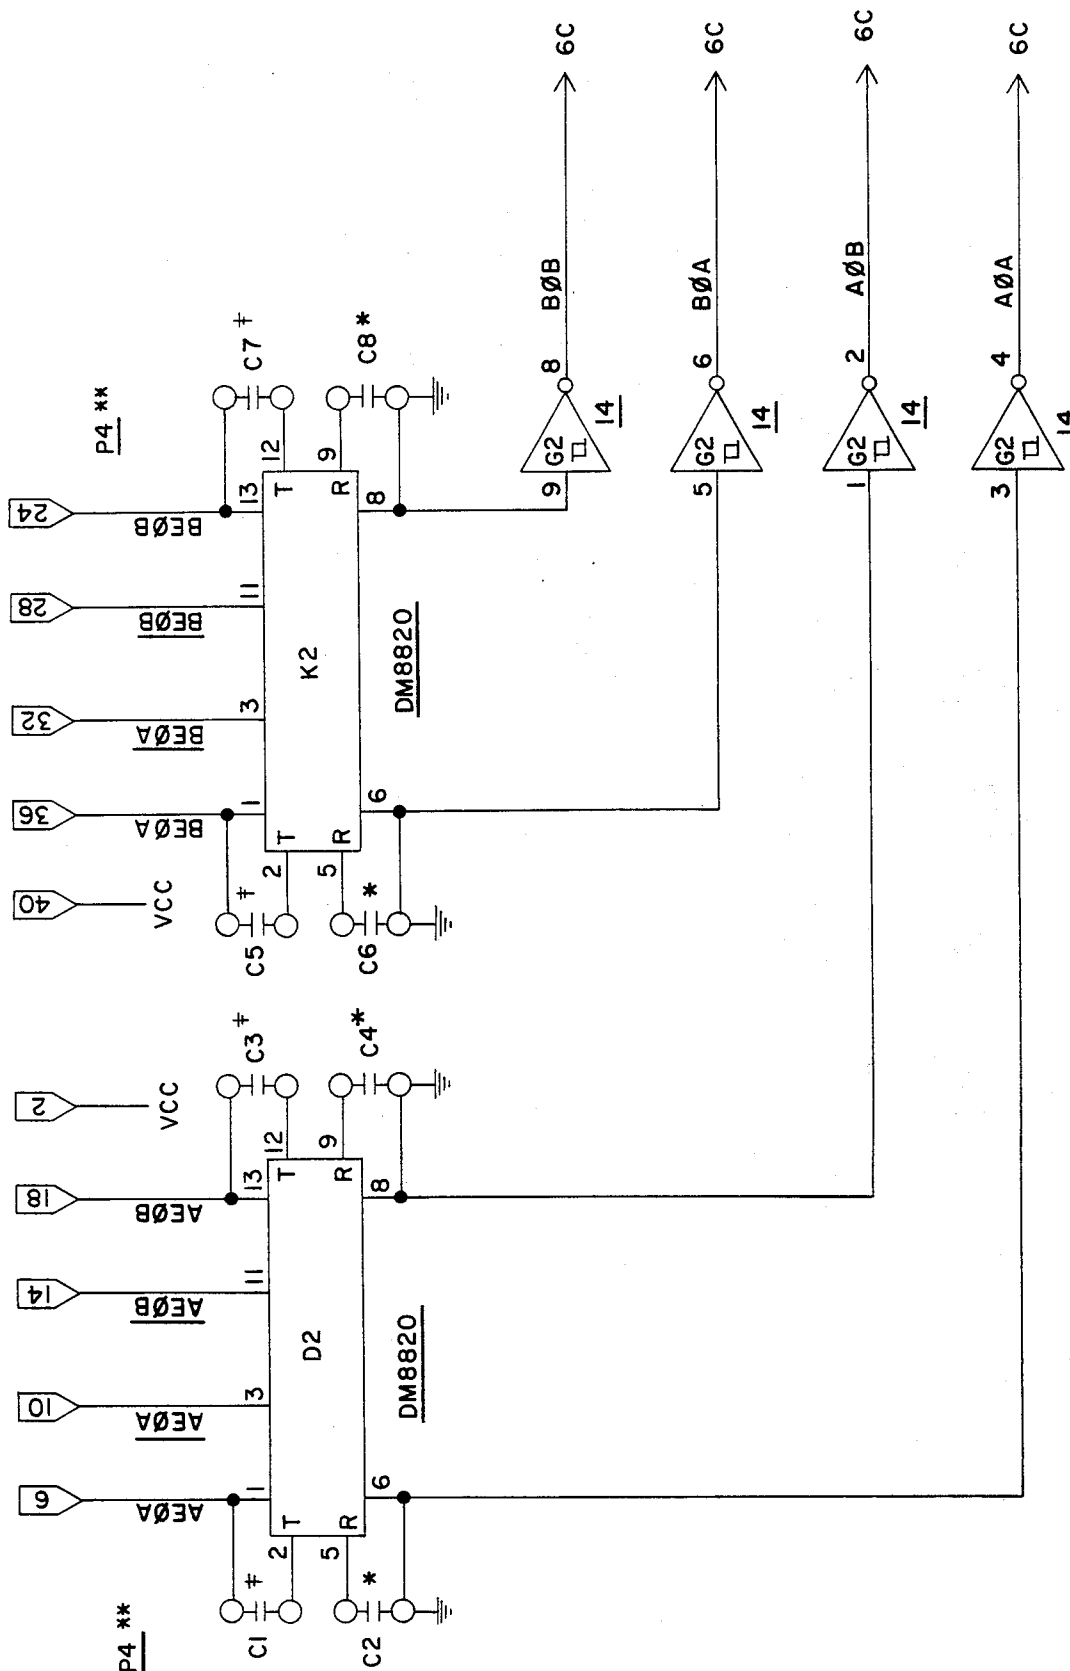 P4 **
6
10
14
18
2
AEØA
AEØA
AEØB
AEØB
VCC
1
3
11
13
C1 ‡
2
T
D2
T
12
C3 ‡
C2 *
5
R
R
9
C4 *
6
8
DM8820
40
36
32
28
24
P4 **
VCC
BEØA
BEØA
BEØB
BEØB
1
3
11
13
C5 ‡
2
T
K2
T
12
C7 ‡
C6 *
5
R
R
9
C8 *
6
8
DM8820
9
G2
8
14
BØB
6C
5
G2
6
14
BØA
6C
1
G2
2
14
AØB
6C
3
G2
4
14
AØA
6C